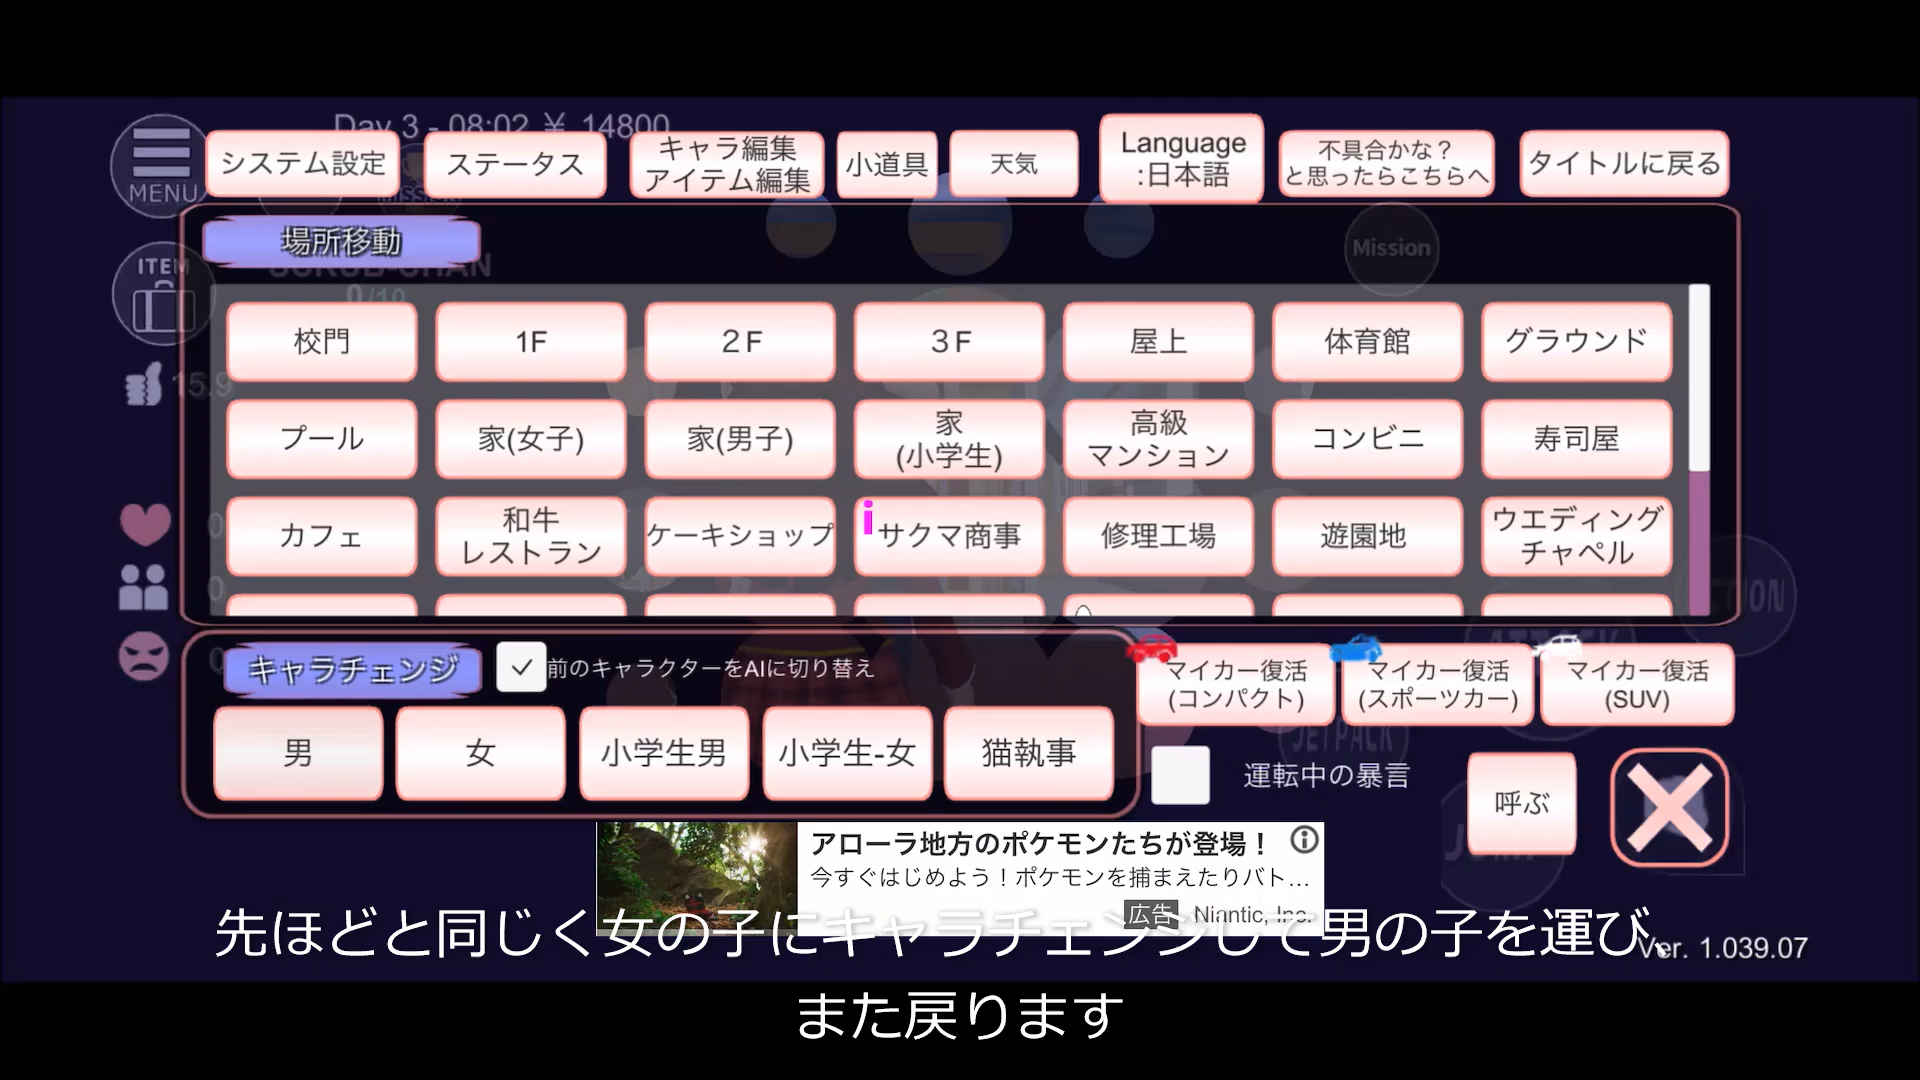 Day 3 - 08:02 ¥ 14800
MENU
システム設定
ステータス
キャラ編集
アイテム編集
小道具
天気
Language
:日本語
不具合かな？
と思ったらこちらへ
タイトルに戻る
場所移動
Mission
ITEM
0/10
15.9
校門
1F
２F
３F
屋上
体育館
グラウンド
プール
家(女子)
家(男子)
家
(小学生)
高級
マンション
コンビニ
寿司屋
カフェ
和牛
レストラン
ケーキショップ
i
サクマ商事
修理工場
遊園地
ウエディング
チャペル
0
0
0
キャラチェンジ
前のキャラクターをAIに切り替え
マイカー復活
(コンパクト)
マイカー復活
(スポーツカー)
マイカー復活
(SUV)
男
女
小学生男
小学生-女
猫執事
JETPACK
運転中の暴言
呼ぶ
アローラ地方のポケモンたちが登場！
今すぐはじめよう！ポケモンを捕まえたりバト...
広告 Niantic, Inc.
先ほどと同じく女の子にキャラチェンジして男の子を運び、
Ver. 1.039.07
また戻ります